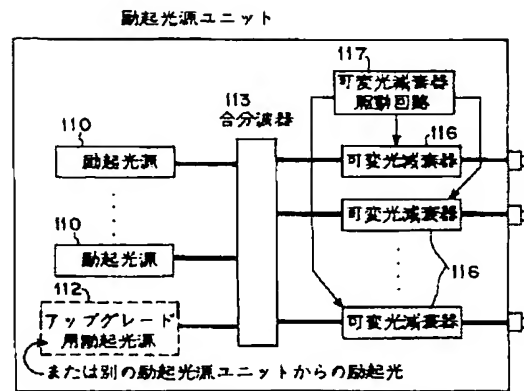 励起光源ユニット
117
可変光減衰器
駆動回路
113
合分波器
110
励起光源
116
可変光減衰器
可変光減衰器
110
励起光源
116
112
アップグレード
用励起光源
可変光減衰器
または別の励起光源ユニットからの励起光